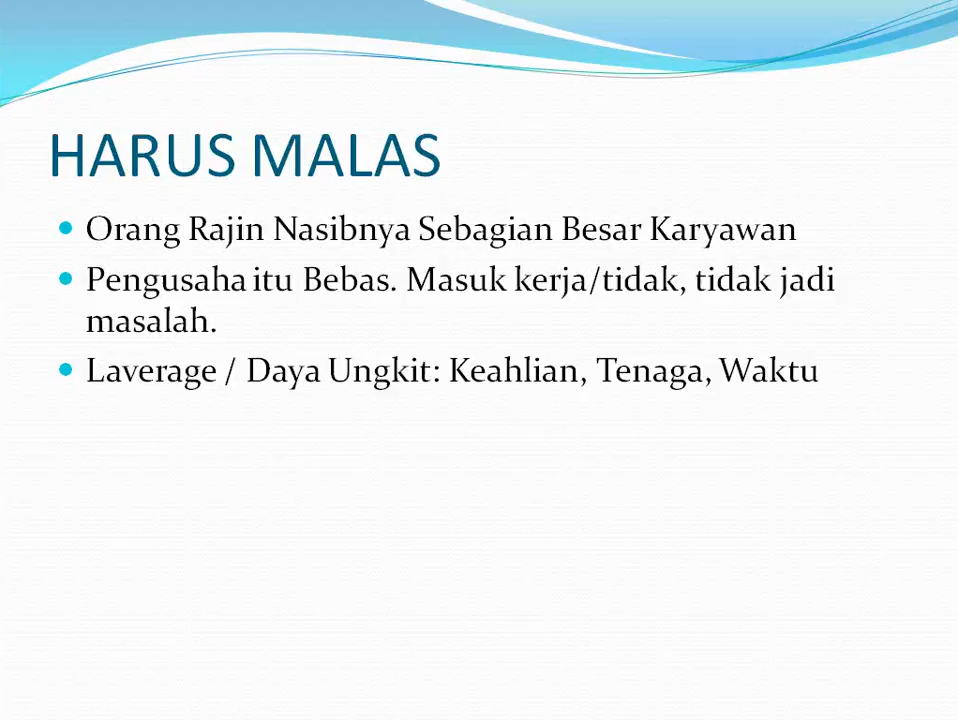 HARUS MALAS
Orang Rajin Nasibnya Sebagian Besar Karyawan
Pengusaha itu Bebas. Masuk kerja/tidak, tidak jadi
masalah.
Laverage / Daya Ungkit: Keahlian, Tenaga, Waktu